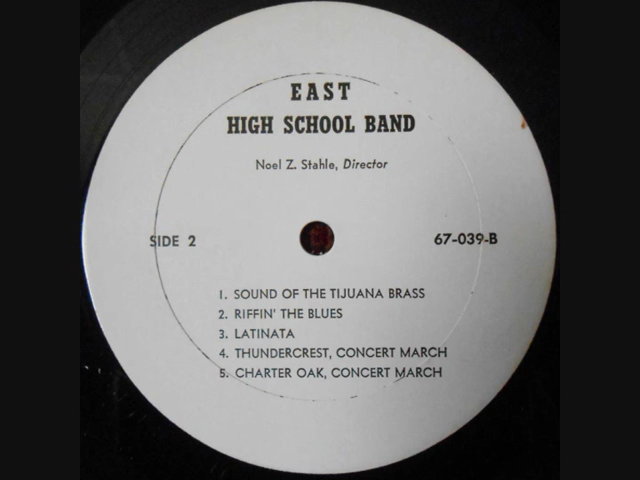 EAST
HIGH SCHOOL BAND
Noel Z. Stahle, Director
SIDE 2
67-039-B
1. SOUND OF THE TIJUANA BRASS
2. RIFFIN' THE BLUES
3. LATINATA
4. THUNDERCREST, CONCERT MARCH
5. CHARTER OAK, CONCERT MARCH